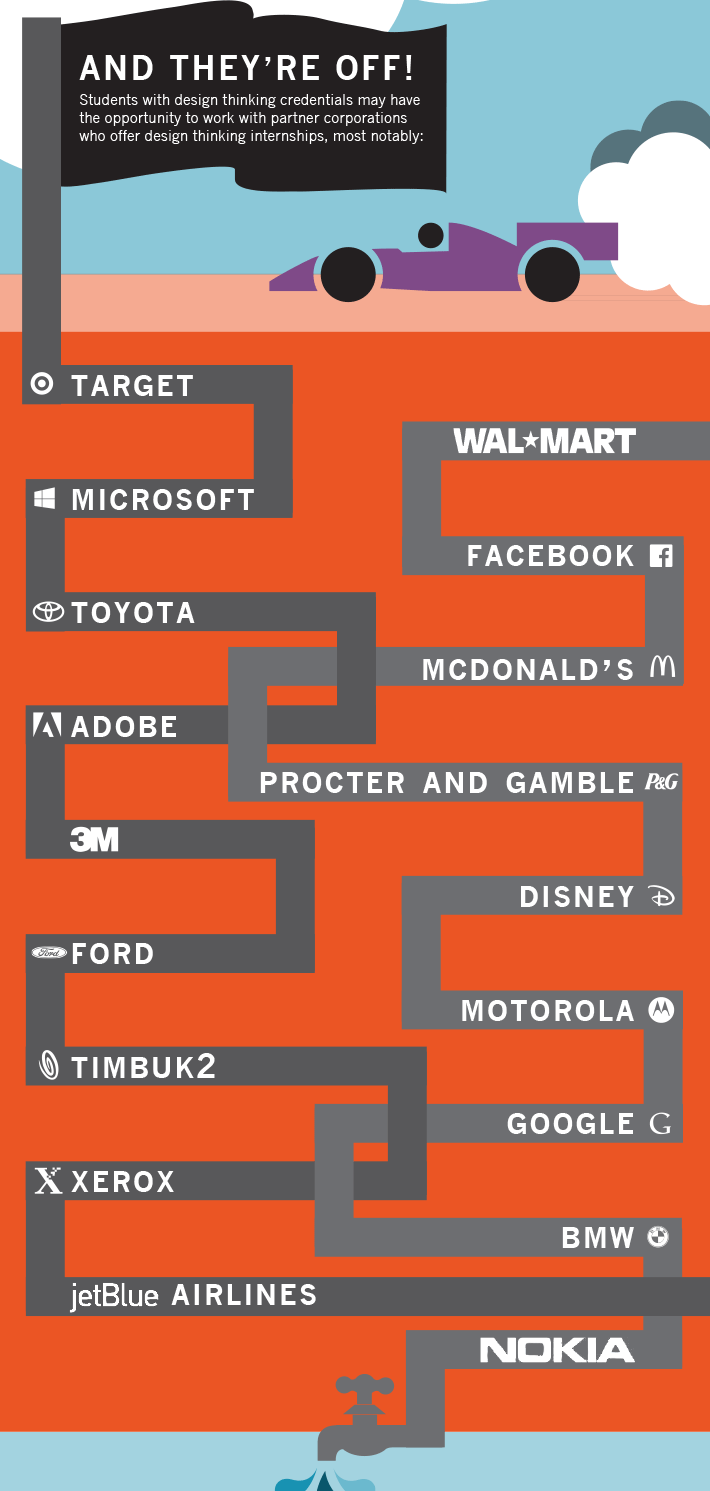 AND THEY'RE OFF!
Students with design thinking credentials may have
the opportunity to work with partner corporations
who offer design thinking internships, most notably:
TARGET
WAL★MART
MICROSOFT
FACEBOOK f
TOYOTA
MCDONALD'S
ADOBE
PROCTER AND GAMBLE P&G
3M
DISNEY D
Ford FORD
MOTOROLA
TIMBUK2
GOOGLE G
X XEROX
BMW
jetBlue AIRLINES
NOKIA